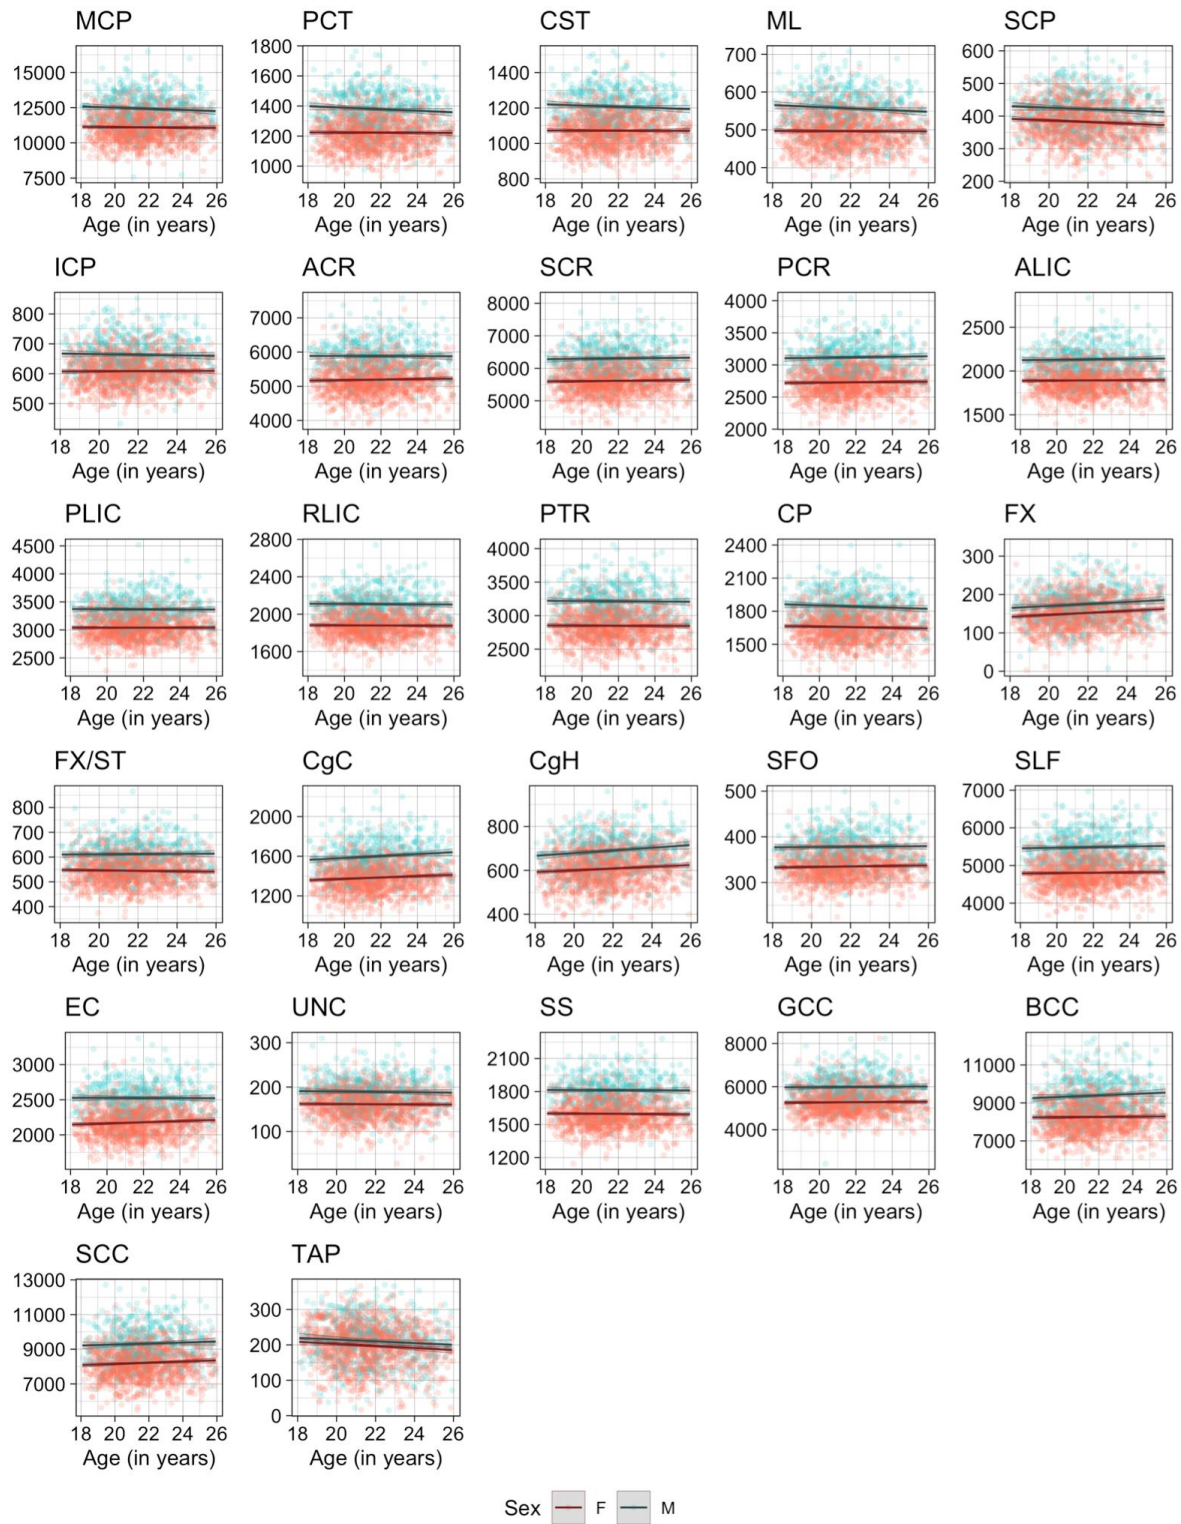 MCP PCT CST ML SCP
15000 12500 10000 7500
1800 1600 1400 1200 1000
1400 1200 1000 800
700 600 500 400
600 500 400 300 200
18 20 22 24 26 18 20 22 24 26 18 20 22 24 26 18 20 22 24 26 18 20 22 24 26
Age (in years) Age (in years) Age (in years) Age (in years) Age (in years)
ICP ACR SCR PCR ALIC
800 700 600 500
7000 6000 5000 4000
8000 7000 6000 5000
4000 3500 3000 2500 2000
2500 2000 1500
18 20 22 24 26 18 20 22 24 26 18 20 22 24 26 18 20 22 24 26 18 20 22 24 26
Age (in years) Age (in years) Age (in years) Age (in years) Age (in years)
PLIC RLIC PTR CP FX
4500 4000 3500 3000 2500
2800 2400 2000 1600
4000 3500 3000 2500
2400 2100 1800 1500
300 200 100 0
18 20 22 24 26 18 20 22 24 26 18 20 22 24 26 18 20 22 24 26 18 20 22 24 26
Age (in years) Age (in years) Age (in years) Age (in years) Age (in years)
FX/ST CgC CgH SFO SLF
800 700 600 500 400
2000 1600 1200
800 600 400
500 400 300
7000 6000 5000 4000
18 20 22 24 26 18 20 22 24 26 18 20 22 24 26 18 20 22 24 26 18 20 22 24 26
Age (in years) Age (in years) Age (in years) Age (in years) Age (in years)
EC UNC SS GCC BCC
3000 2500 2000
300 200 100
2100 1800 1500 1200
8000 6000 4000
11000 9000 7000
18 20 22 24 26 18 20 22 24 26 18 20 22 24 26 18 20 22 24 26 18 20 22 24 26
Age (in years) Age (in years) Age (in years) Age (in years) Age (in years)
SCC TAP
13000 11000 9000 7000
300 200 100 0
18 20 22 24 26 18 20 22 24 26
Age (in years) Age (in years)
Sex F M